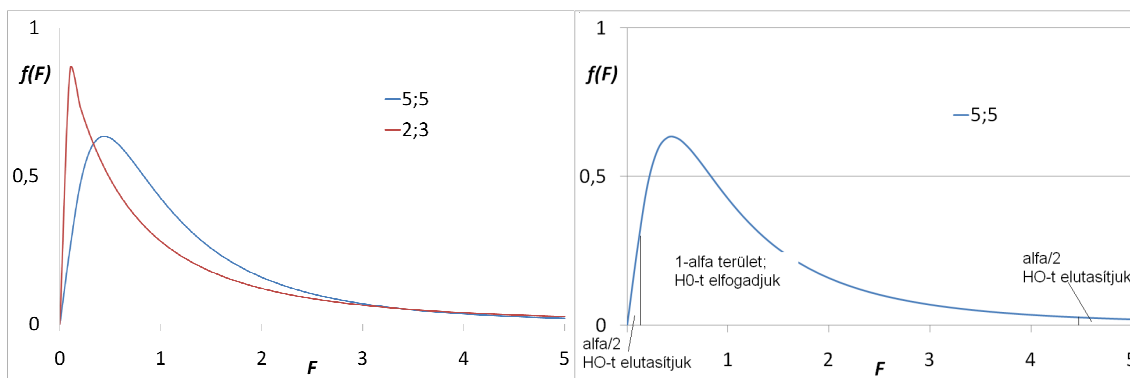 1
f(F)
5;5
2;3
0,5
0
0 1 2 3 4 5
F
1
f(F)
5;5
0,5
1-alfa terület;
H0-t elfogadjuk
alfa/2
HO-t elutasítjuk
0
alfa/2
HO-t elutasítjuk
1 2 3 4 5
F